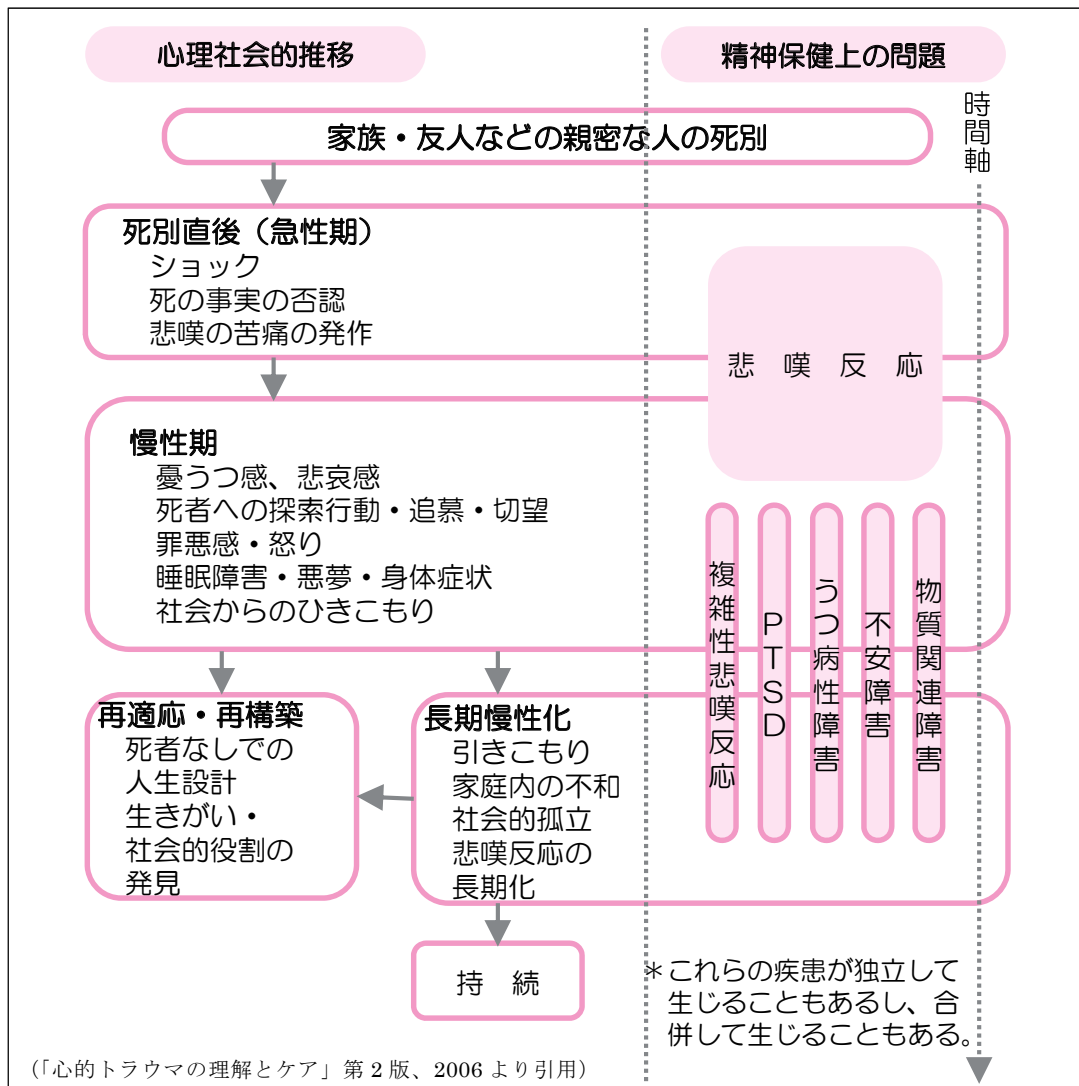 心理社会的推移
精神保健上の問題
時間軸
家族・友人などの親密な人の死別
死別直後（急性期）
ショック
死の事実の否認
悲嘆の苦痛の発作
悲嘆反応
慢性期
憂うつ感、悲哀感
死者への探索行動・追慕・切望
罪悪感・怒り
睡眠障害・悪夢・身体症状
社会からのひきこもり
複雑性悲嘆反応
PTSD
うつ病性障害
不安障害
物質関連障害
再適応・再構築
死者なしでの
人生設計
生きがい・
社会的役割の
発見
長期慢性化
引きこもり
家庭内の不和
社会的孤立
悲嘆反応の
長期化
持続
＊これらの疾患が独立して
生じることもあるし、合
併して生じることもある。
（「心的トラウマの理解とケア」第2版、2006より引用）